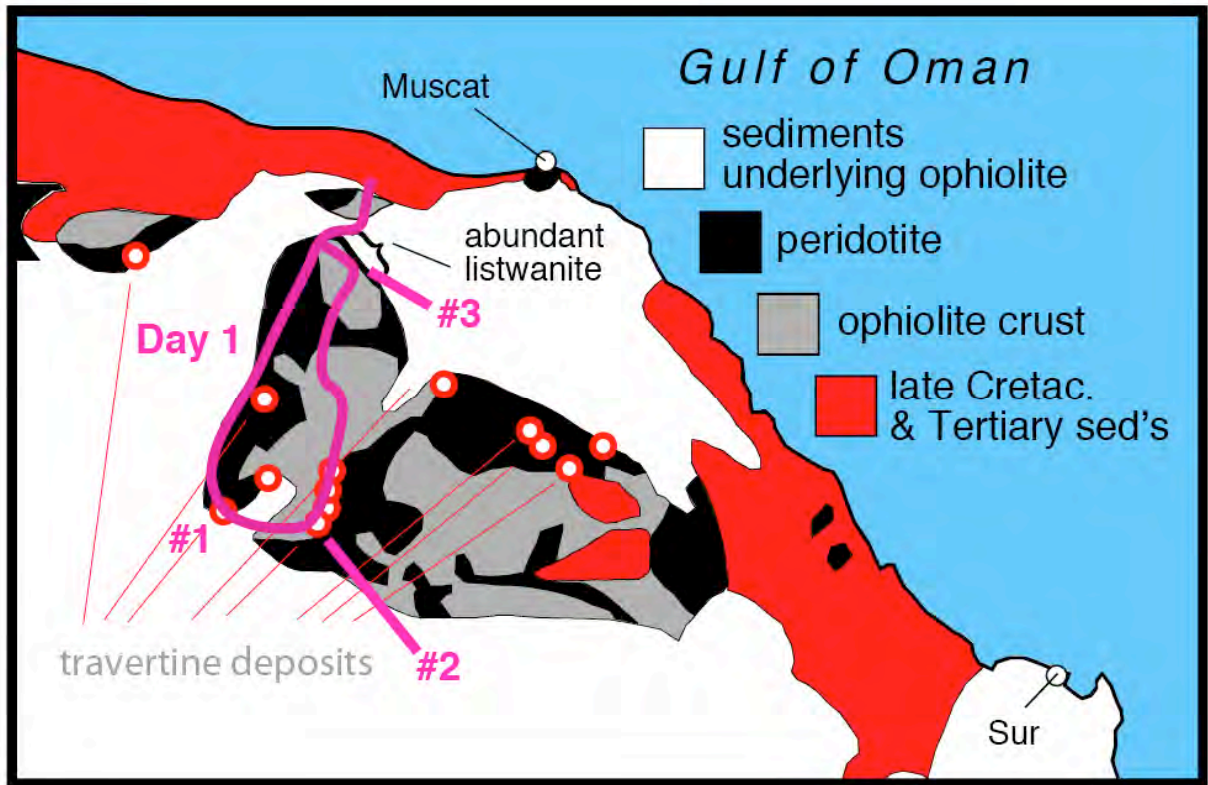 Gulf of Oman
Muscat
sediments
underlying ophiolite
peridotite
abundant
listwanite
#3
Day 1
ophiolite crust
late Cretac.
& Tertiary sed's
#1
travertine deposits
#2
Sur